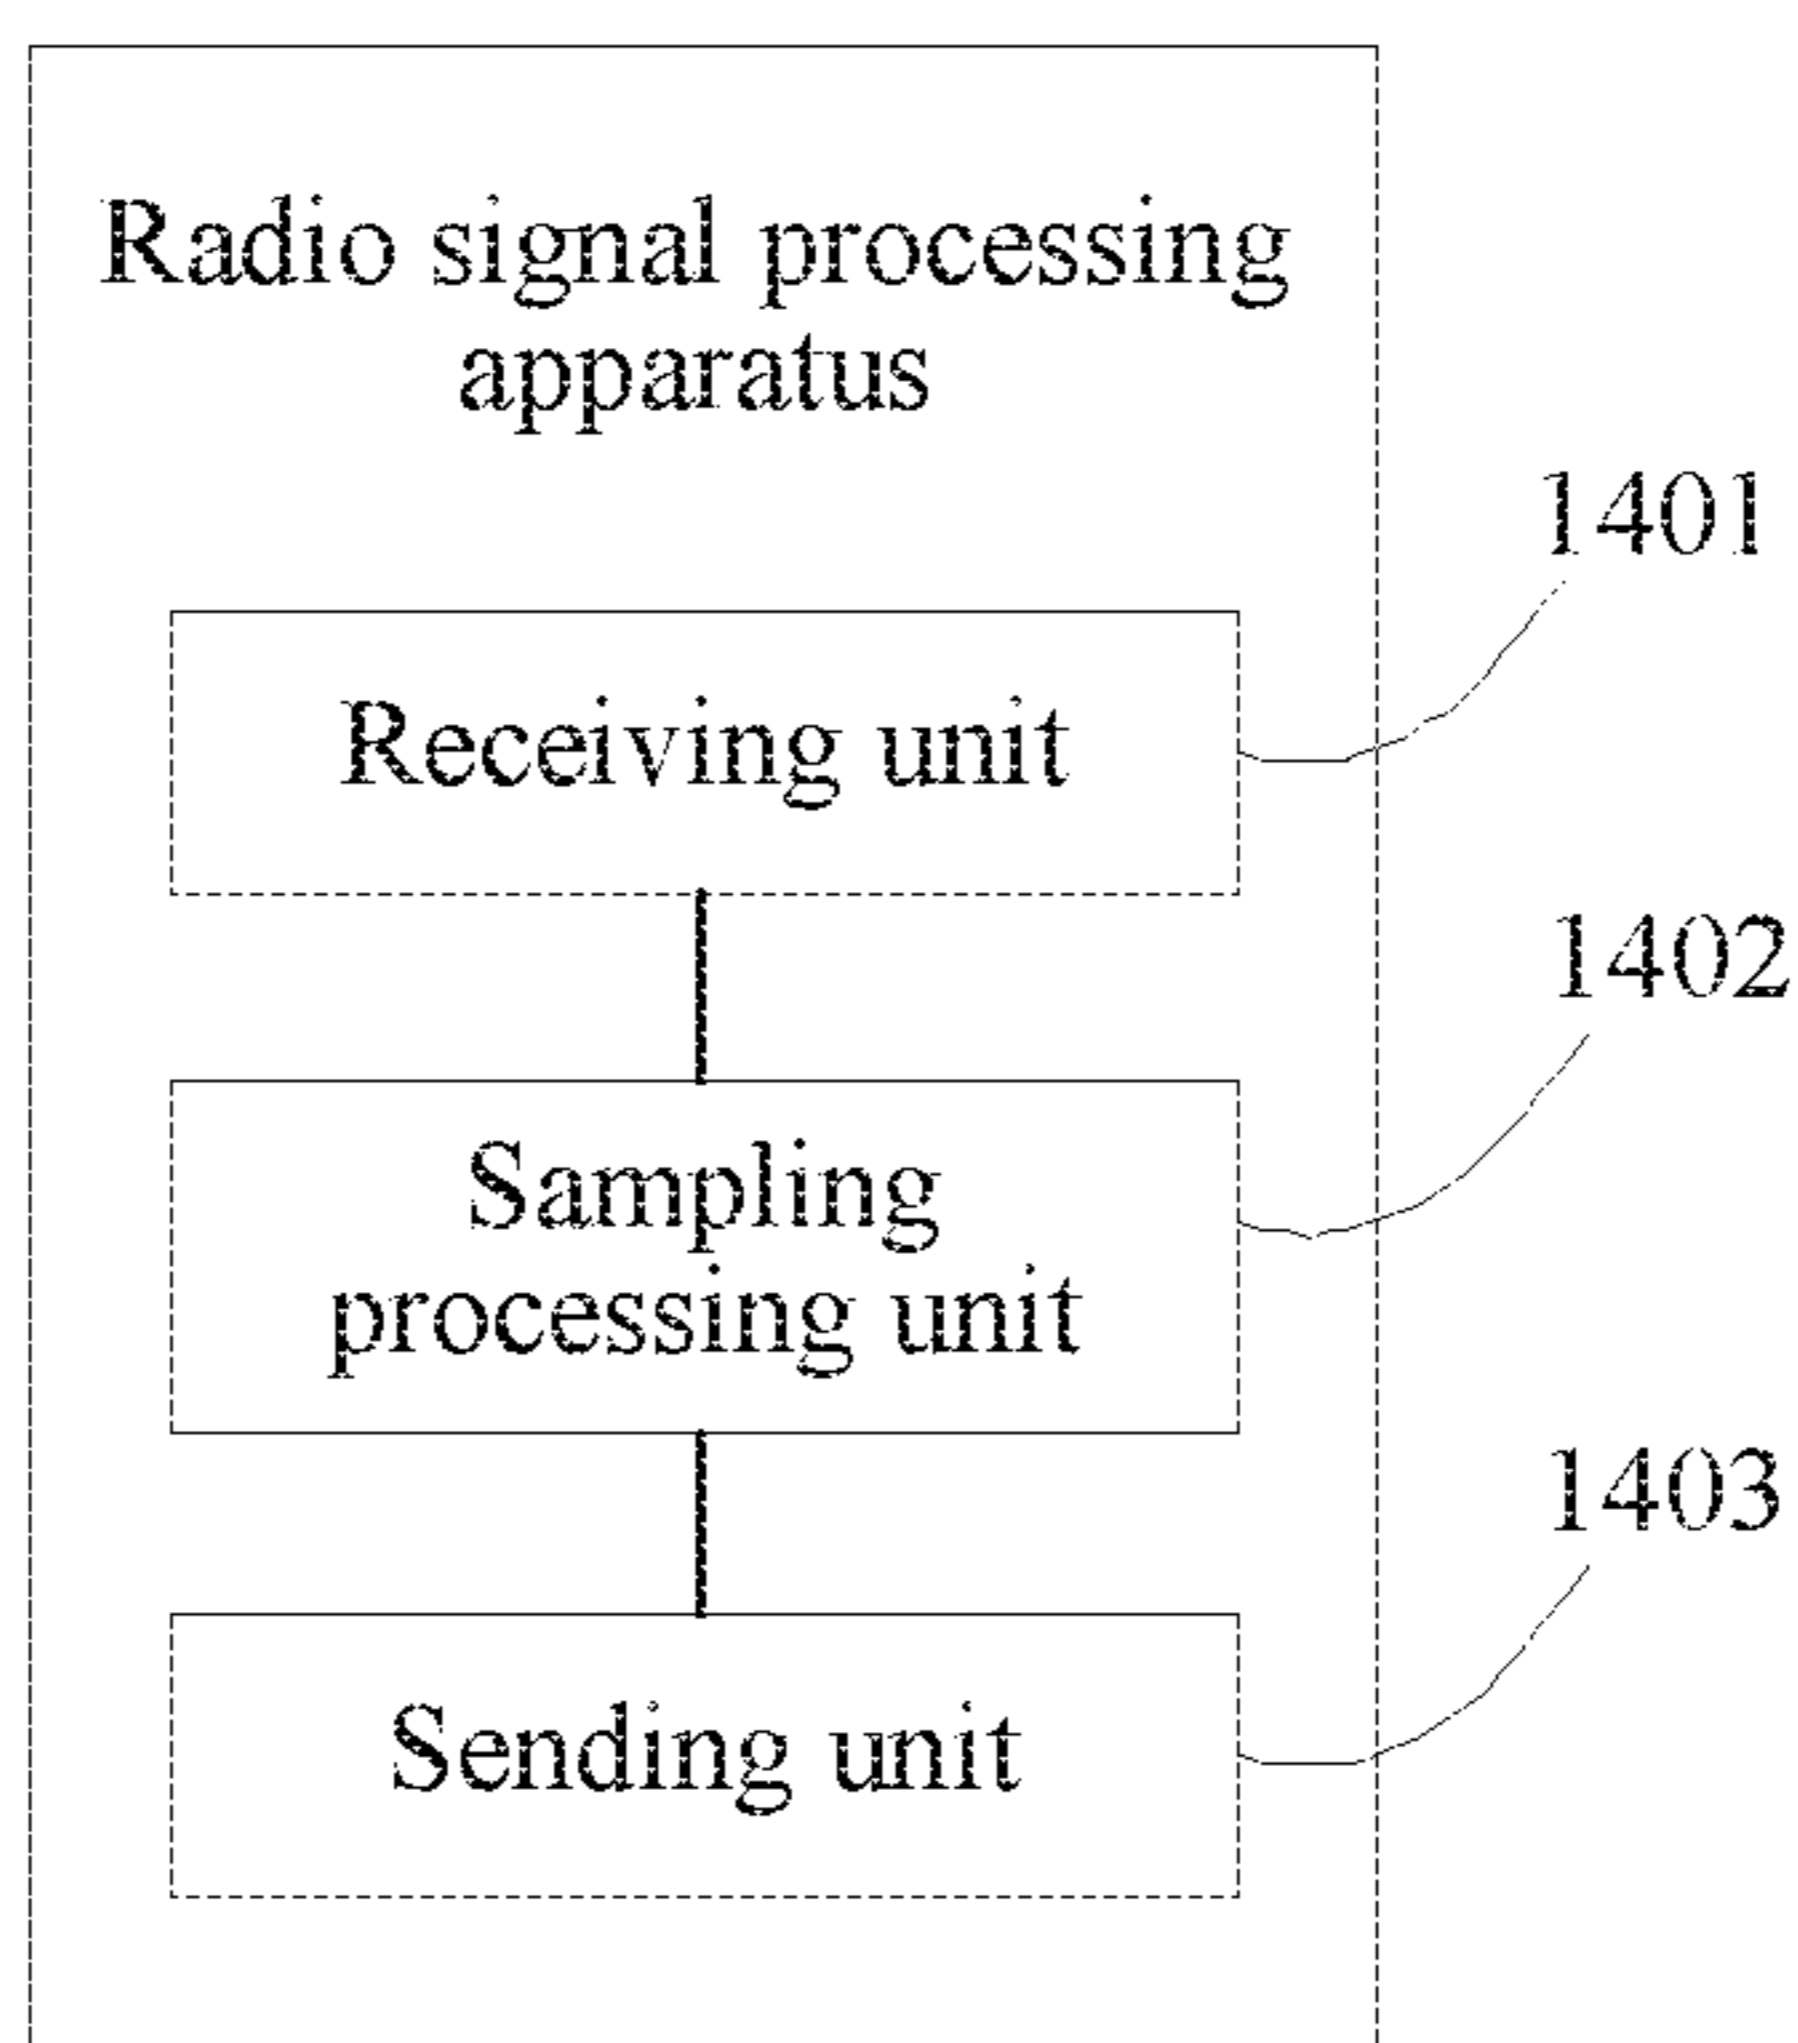 Radio signal processing
apparatus
1401
Receiving unit
1402
Sampling
processing unit
1403
Sending unit